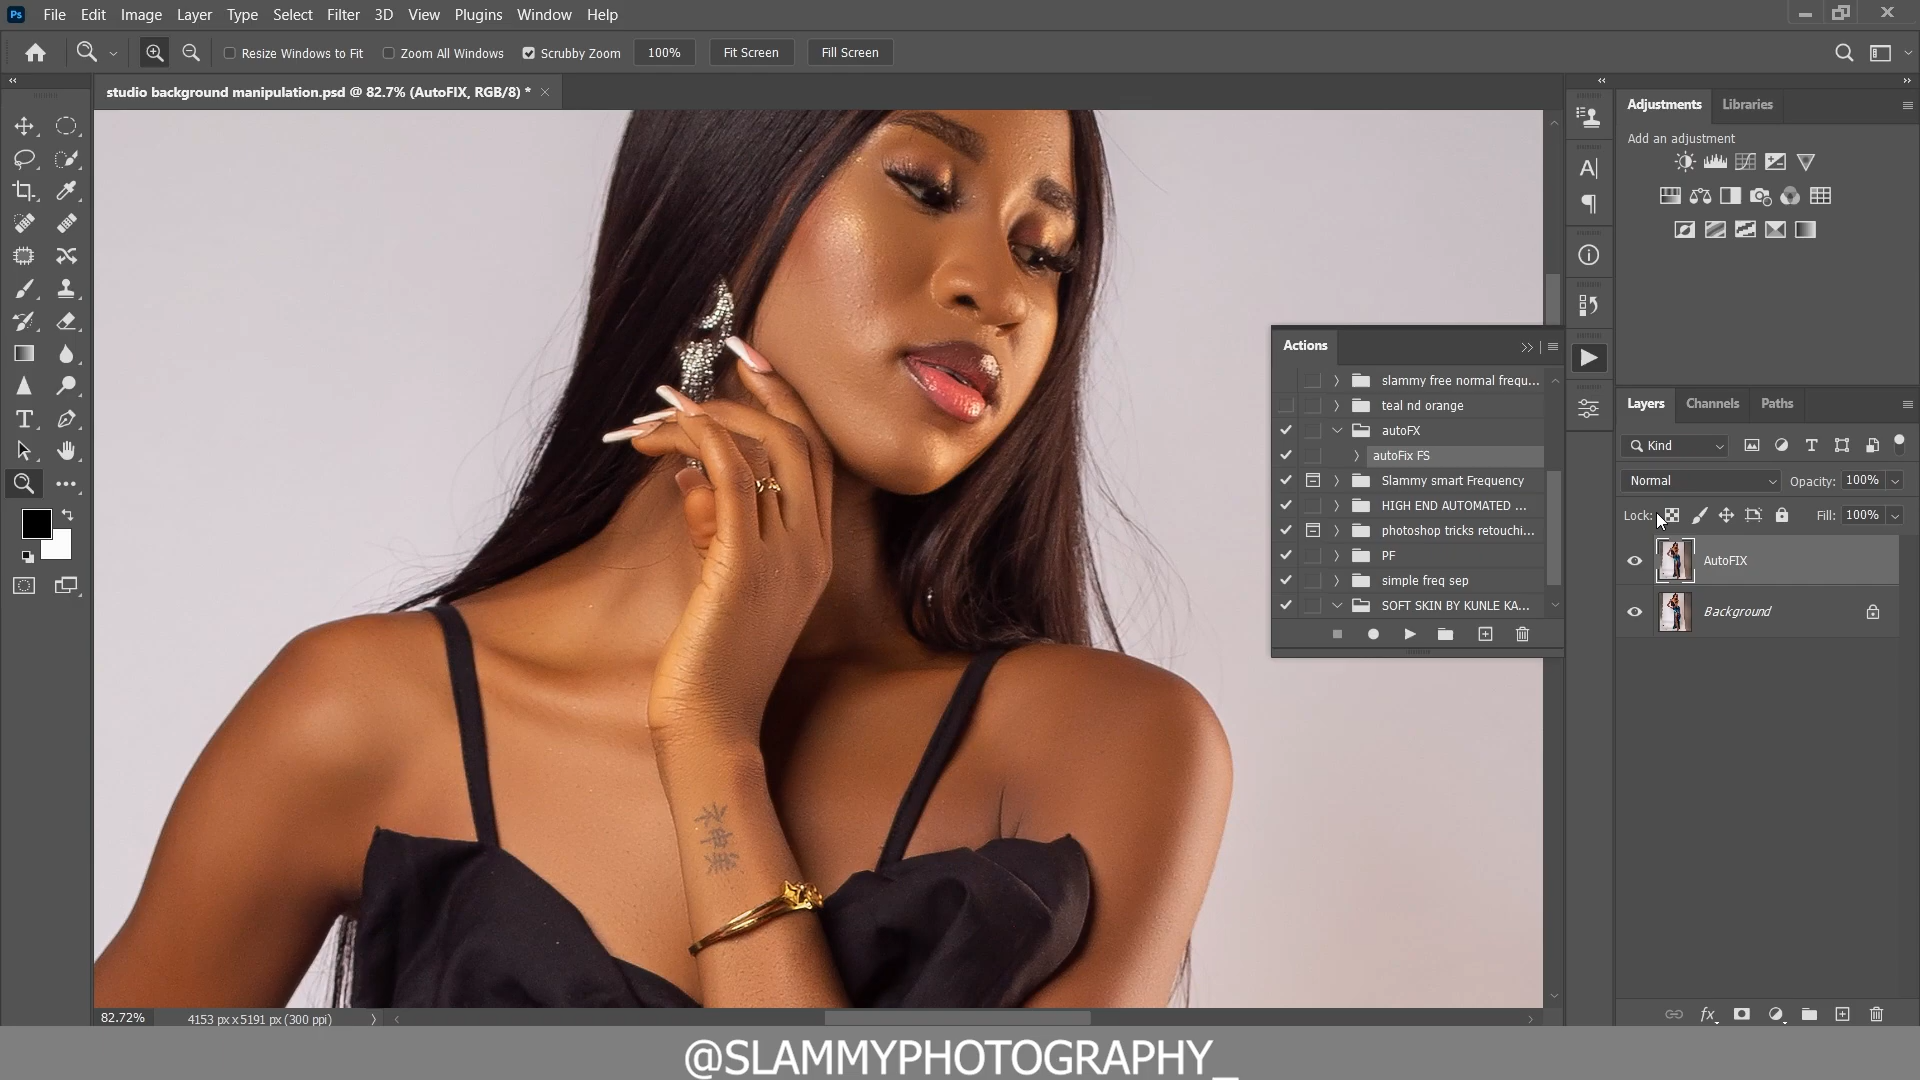 Ps File Edit Image Layer Type Select Filter 3D View Plugins Window Help
Resize Windows to Fit Zoom All Windows Scrubby Zoom 100% Fit Screen Fill Screen
studio background manipulation.psd @ 82.7% (AutoFIX, RGB/8) *
Adjustments Libraries
Add an adjustment
Actions
slammy free normal frequ...
teal nd orange
autoFX
autoFix FS
Slammy smart Frequency
HIGH END AUTOMATED ...
photoshop tricks retouchi...
PF
simple freq sep
SOFT SKIN BY KUNLE KA...
Layers Channels Paths
Kind
Normal Opacity: 100%
Lock: Fill: 100%
AutoFIX
Background
fx
82.72% 4153 px x 5191 px (300 ppi)
@SLAMMYPHOTOGRAPHY_